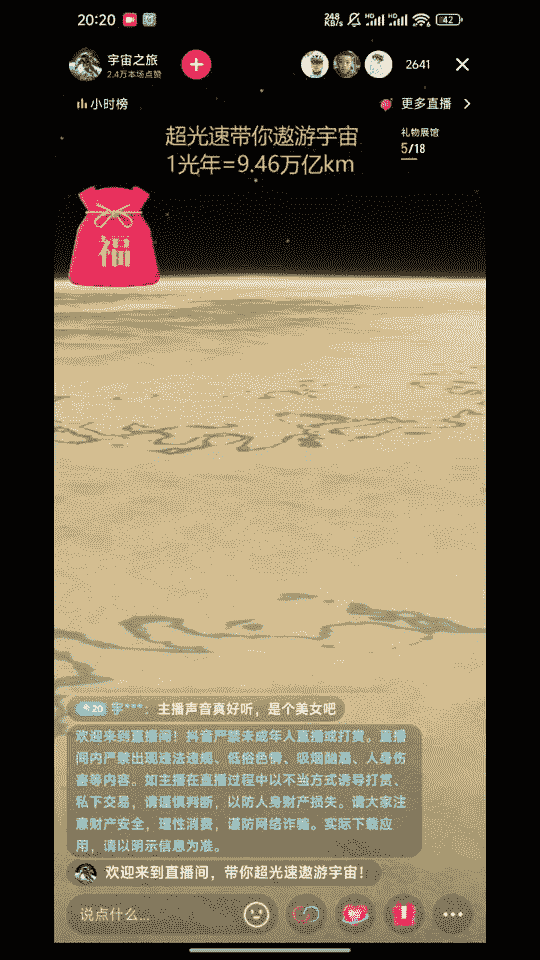 20:20
248 KB/s
HD
HD
42
宇宙之旅
2.4万本场点赞
2641
小时榜
更多直播
超光速带你遨游宇宙
1光年=9.46万亿km
礼物展馆
5/18
福
20 宇***：主播声音真好听，是个美女吧
欢迎来到直播间！抖音严禁未成年人直播或打赏。直播
间内严禁出现违法违规、低俗色情、吸烟酗酒、人身伤
害等内容。如主播在直播过程中以不当方式诱导打赏、
私下交易，请谨慎判断，以防人身财产损失。请大家注
意财产安全，理性消费，谨防网络诈骗。实际下载应
用，请以明示信息为准。
欢迎来到直播间，带你超光速遨游宇宙！
说点什么...